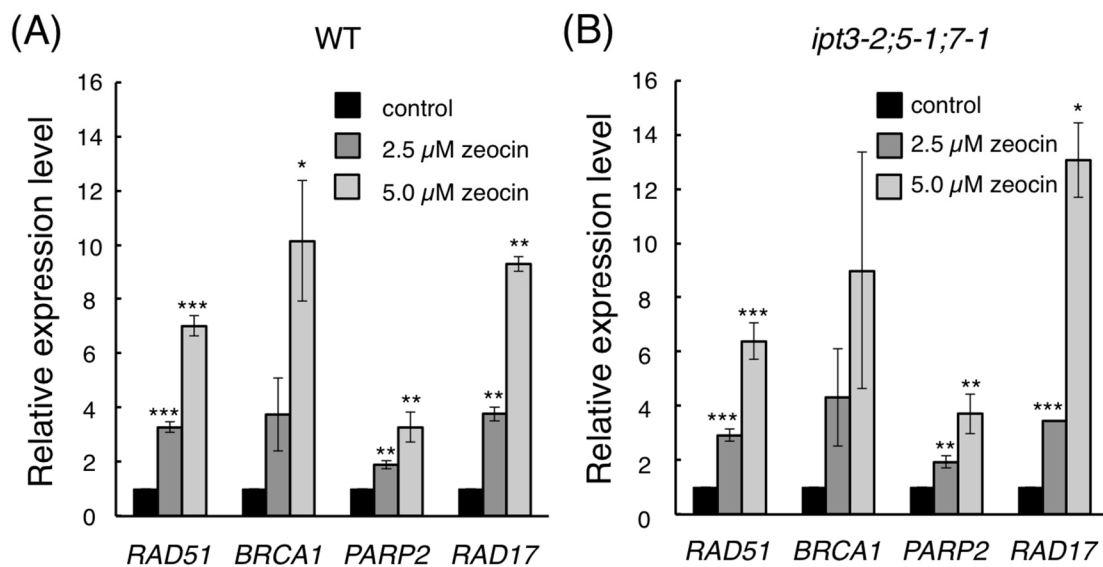 (A)
WT
Relative expression level
16
14
12
10
8
6
4
2
0
control
2.5 μM zeocin
5.0 μM zeocin
***
***
*
**
**
**
**
RAD51 BRCA1 PARP2 RAD17
(B)
ipt3-2;5-1;7-1
Relative expression level
16
14
12
10
8
6
4
2
0
control
2.5 μM zeocin
5.0 μM zeocin
***
***
**
**
***
*
RAD51 BRCA1 PARP2 RAD17